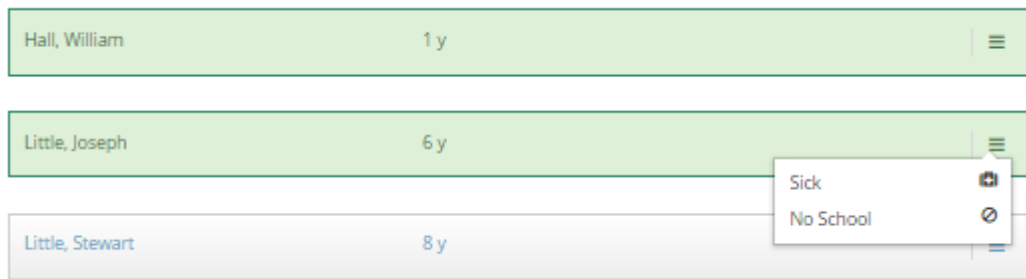 Hall, William 1 y
Little, Joseph 6 y
Sick
No School
Little, Stewart 8 y